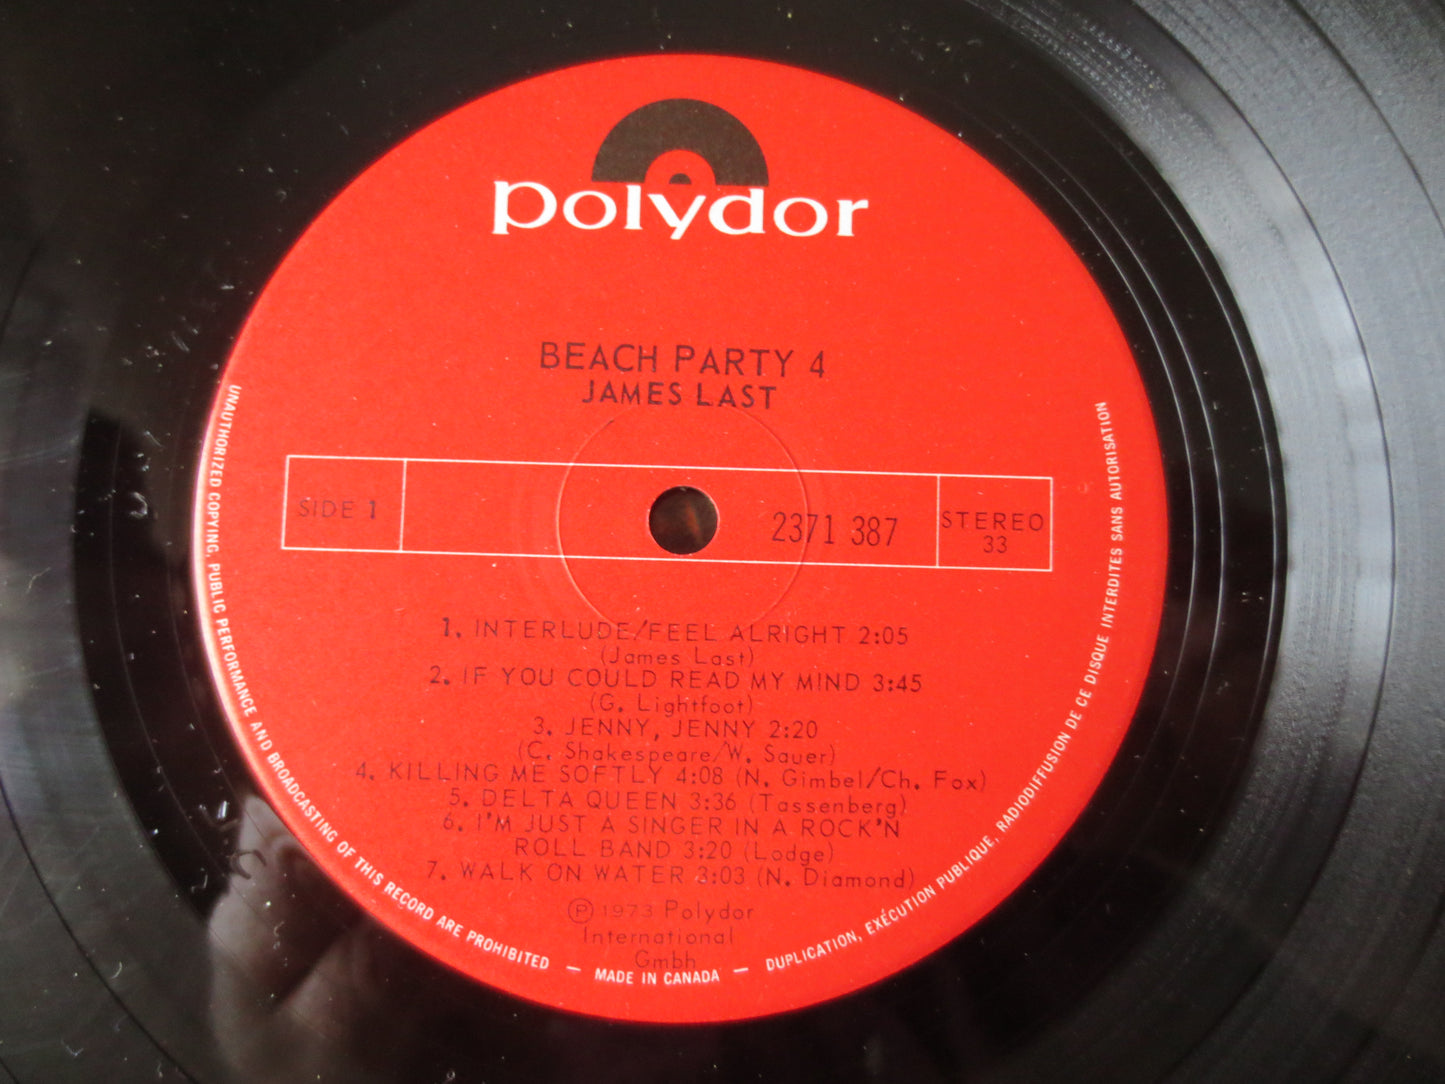 polydor
BEACH PARTY 4
JAMES LAST
SIDE 1
2371 387
STEREO
33
1. INTERLUDE/FEEL ALRIGHT 2:05
(James Last)
2. IF YOU COULD READ MY MIND 3:45
(G. Lightfoot)
3. JENNY, JENNY 2:20
(C. Shakespeare/W. Sauer)
4. KILLING ME SOFTLY 4:08 (N. Gimbel/Ch. Fox)
5. DELTA QUEEN 3:36 (Tassenberg)
6. I'M JUST A SINGER IN A ROCK'N
ROLL BAND 3:20 (Lodge)
7. WALK ON WATER 3:03 (N. Diamond)
Ⓟ 1973 Polydor
International
Gmbh
UNAUTHORIZED COPYING, PUBLIC PERFORMANCE AND BROADCASTING OF THIS RECORD ARE PROHIBITED — MADE IN CANADA — DUPLICATION, EXÉCUTION PUBLIQUE, RADIODIFFUSION DE CE DISQUE INTERDITES SANS AUTORISATION